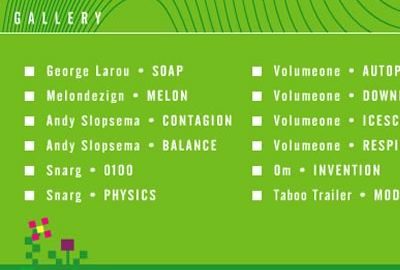 GALLERY
George Larou • SOAP
Melondezign • MELON
Andy Slopsema • CONTAGION
Andy Slopsema • BALANCE
Snarg • 0100
Snarg • PHYSICS
Volumeone • AUTOP
Volumeone • DOWN
Volumeone • ICESC
Volumeone • RESPI
Om • INVENTION
Taboo Trailer • MOD